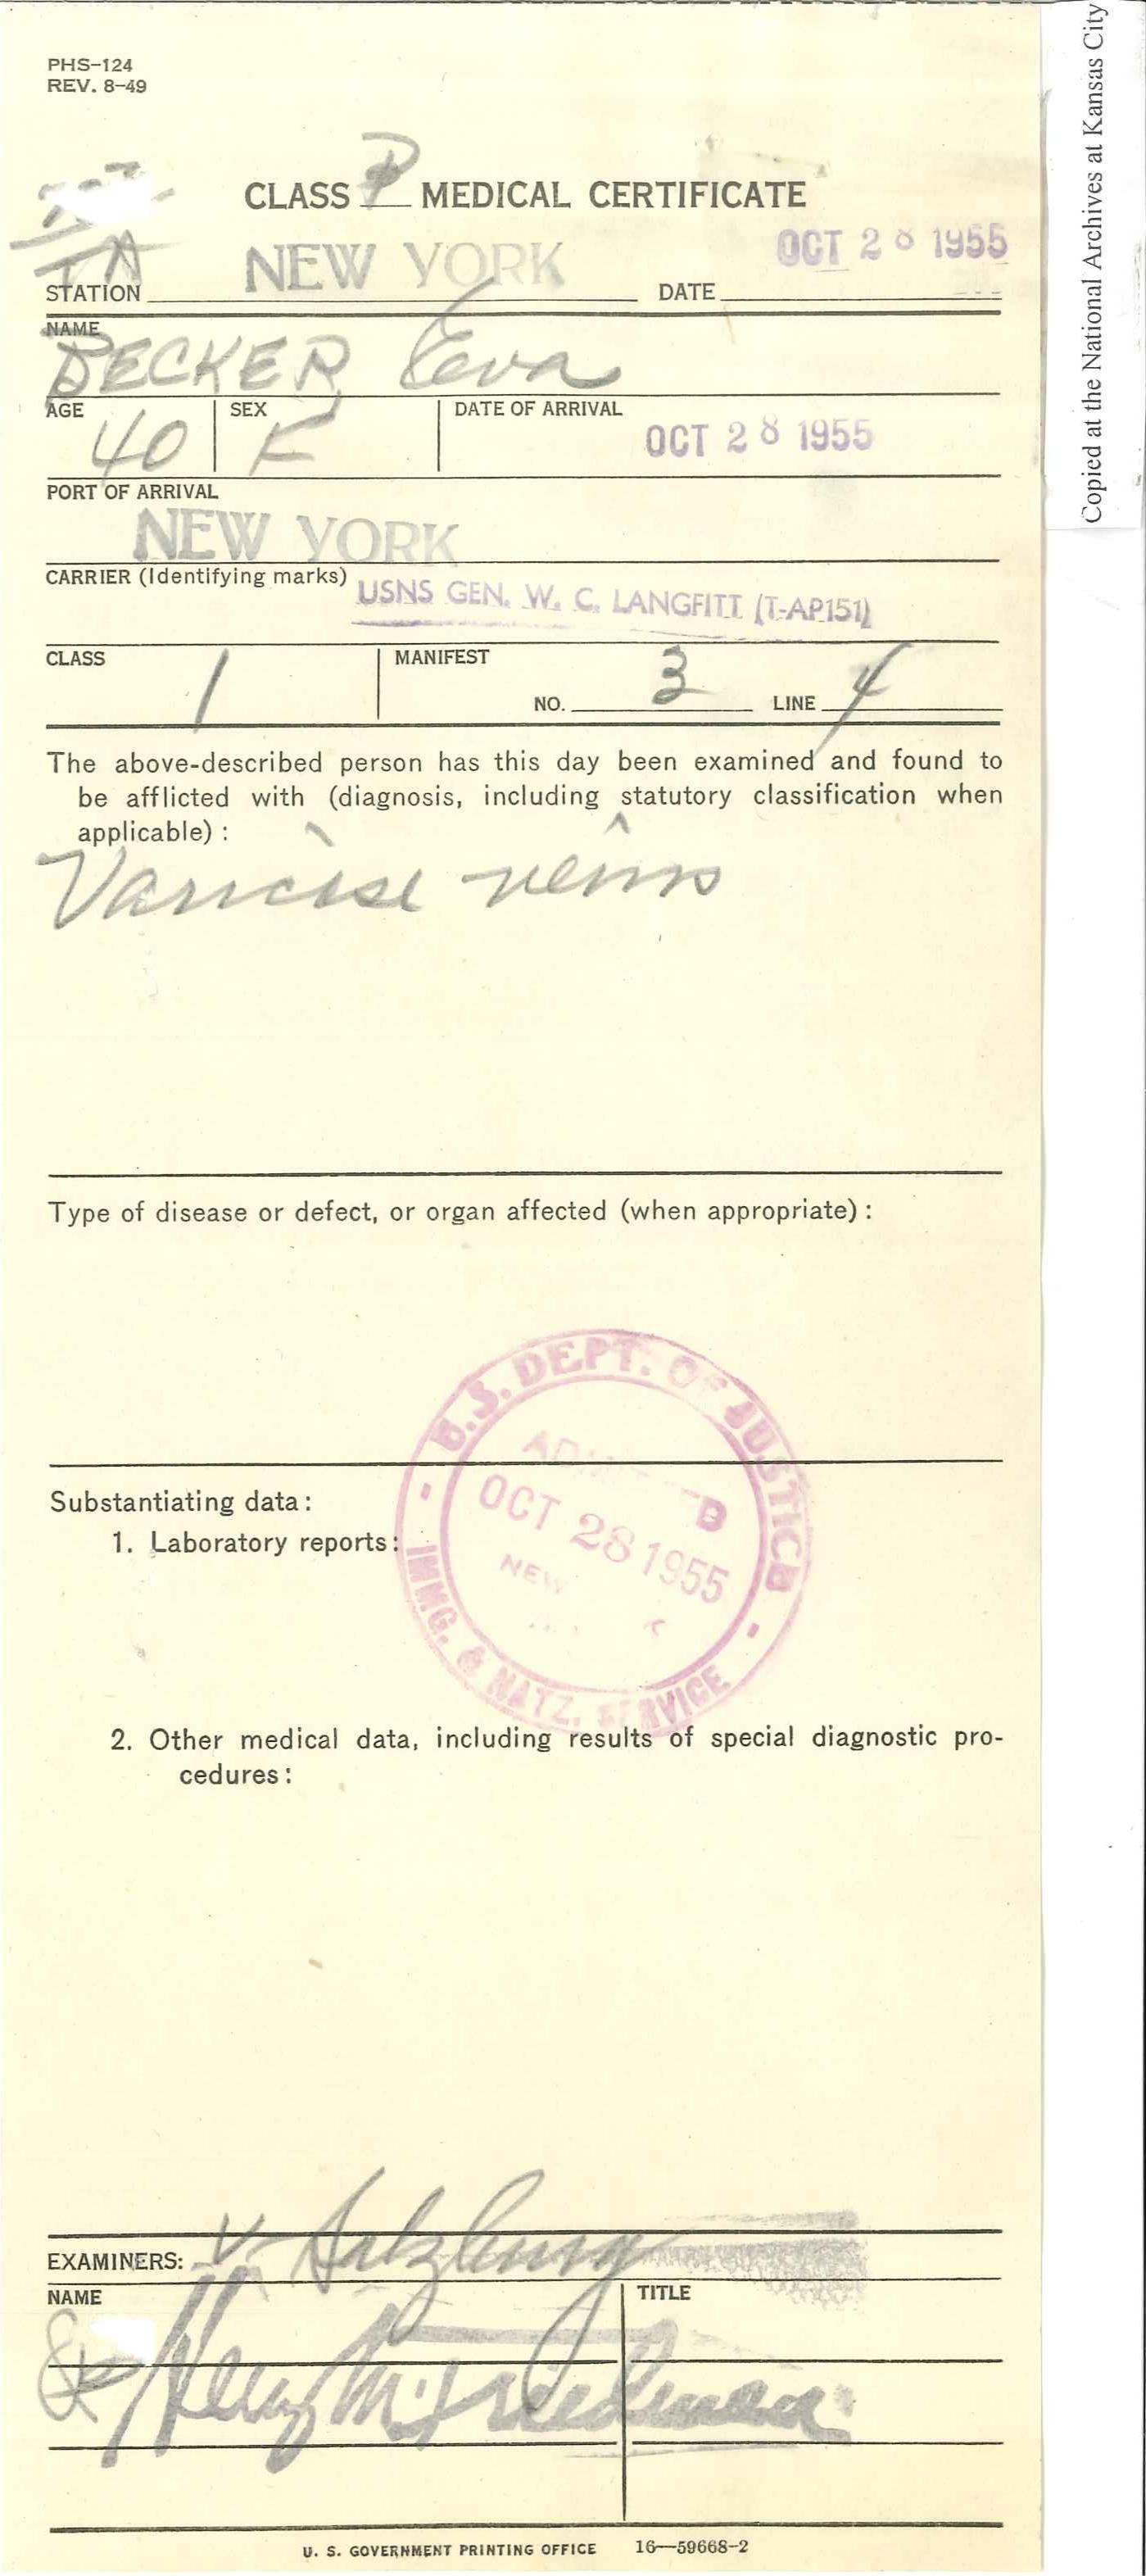 PHS-124
REV. 8-49
Copied at the National Archives at Kansas City
CLASS B MEDICAL CERTIFICATE
STATION NEW YORK DATE OCT 28 1955
NAME
BECKER Eva
AGE 40 SEX F DATE OF ARRIVAL OCT 28 1955
PORT OF ARRIVAL
NEW YORK
CARRIER (Identifying marks) USNS GEN. W. C. LANGFITT (T-AP151)
CLASS 1 MANIFEST NO. 3 LINE 4
The above-described person has this day been examined and found to
be afflicted with (diagnosis, including statutory classification when
applicable) :
Varicose veins
Type of disease or defect, or organ affected (when appropriate) :
U.S. DEPT. OF JUSTICE
ADMITTED
OCT 28 1955
NEW
IMMG. & NATZ. SERVICE
Substantiating data :
1. Laboratory reports :
2. Other medical data, including results of special diagnostic pro-
cedures :
EXAMINERS:
NAME TITLE
U. S. GOVERNMENT PRINTING OFFICE 16—59668-2